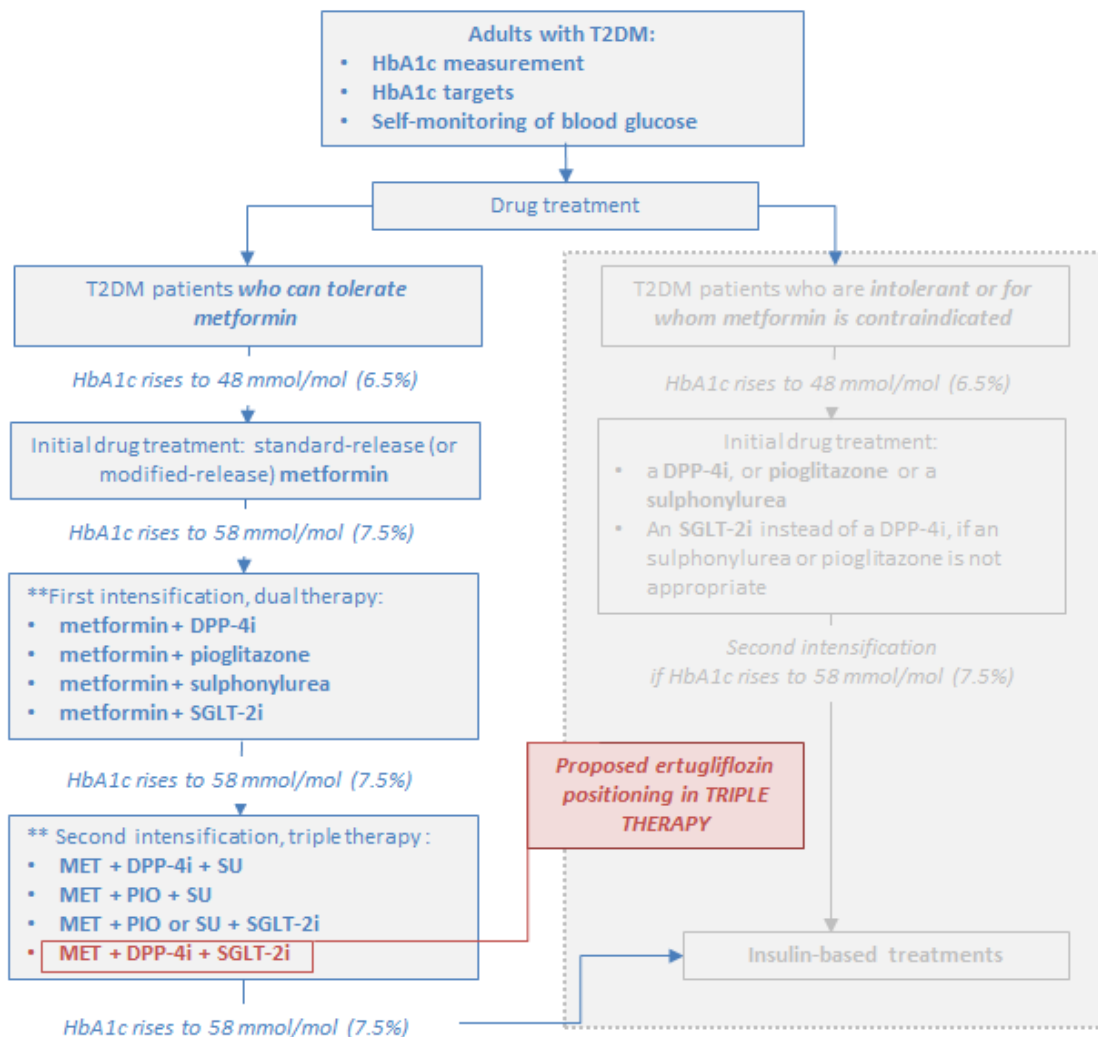 Adults with T2DM:
• HbA1c measurement
• HbA1c targets
• Self-monitoring of blood glucose
Drug treatment
T2DM patients who can tolerate
metformin
HbA1c rises to 48 mmol/mol (6.5%)
Initial drug treatment: standard-release (or
modified-release) metformin
HbA1c rises to 58 mmol/mol (7.5%)
**First intensification, dual therapy:
• metformin + DPP-4i
• metformin + pioglitazone
• metformin + sulphonylurea
• metformin + SGLT-2i
HbA1c rises to 58 mmol/mol (7.5%)
** Second intensification, triple therapy :
• MET + DPP-4i + SU
• MET + PIO + SU
• MET + PIO or SU + SGLT-2i
• MET + DPP-4i + SGLT-2i
HbA1c rises to 58 mmol/mol (7.5%)
Proposed ertugliflozin
positioning in TRIPLE
THERAPY
T2DM patients who are intolerant or for
whom metformin is contraindicated
HbA1c rises to 48 mmol/mol (6.5%)
Initial drug treatment:
• a DPP-4i, or pioglitazone or a
sulphonylurea
• An SGLT-2i instead of a DPP-4i, if an
sulphonylurea or pioglitazone is not
appropriate
Second intensification
if HbA1c rises to 58 mmol/mol (7.5%)
Insulin-based treatments